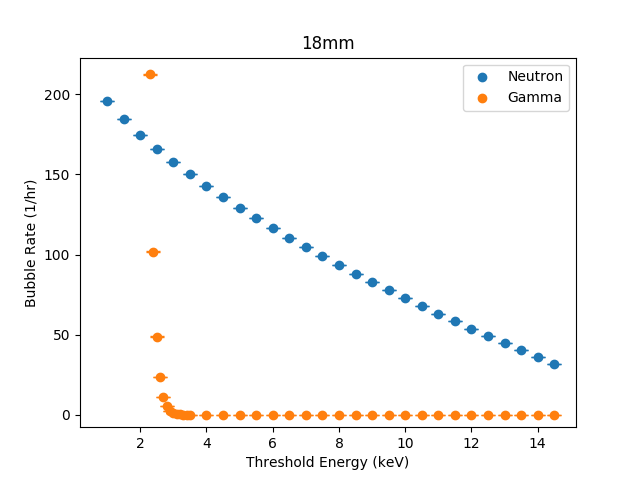 18mm
Neutron
Gamma
Bubble Rate (1/hr)
200
150
100
50
0
2 4 6 8 10 12 14
Threshold Energy (keV)